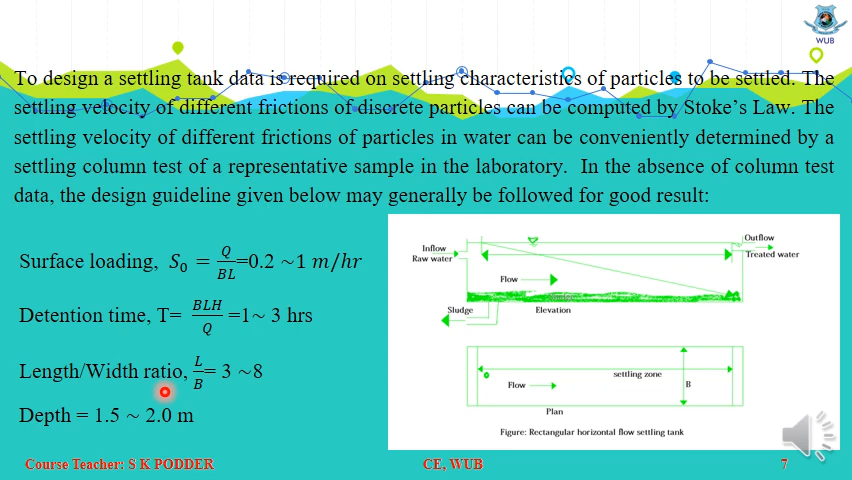 WUB
To design a settling tank data is required on settling characteristics of particles to be settled. The
settling velocity of different frictions of discrete particles can be computed by Stoke's Law. The
settling velocity of different frictions of particles in water can be conveniently determined by a
settling column test of a representative sample in the laboratory. In the absence of column test
data, the design guideline given below may generally be followed for good result:
Surface loading, S₀ = Q/BL =0.2 ~1 m/hr
Detention time, T= BLH/Q =1~ 3 hrs
Length/Width ratio, L/B = 3 ~8
Depth = 1.5 ~ 2.0 m
Inflow
Raw water
Outflow
Treated water
Flow
Sludge
Elevation
settling zone
Flow
B
Plan
Figure: Rectangular horizontal flow settling tank
Course Teacher: S K PODDER
CE, WUB
7